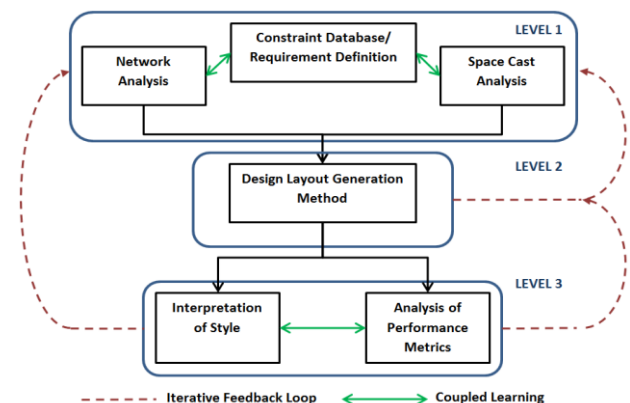 LEVEL 1
Constraint Database/
Requirement Definition
Network
Analysis
Space Cast
Analysis
LEVEL 2
Design Layout Generation
Method
LEVEL 3
Interpretation
of Style
Analysis of
Performance
Metrics
Iterative Feedback Loop
Coupled Learning